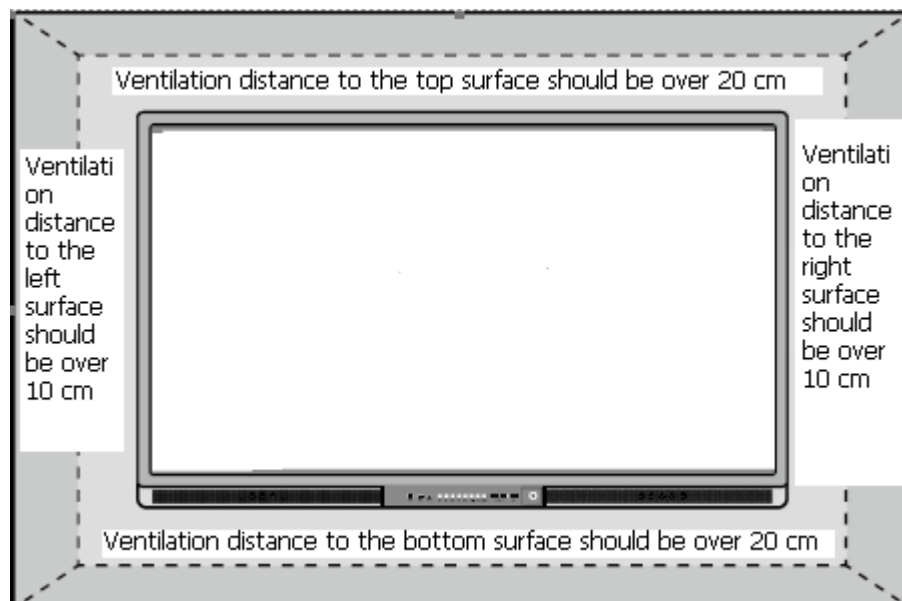 Ventilation distance to the top surface should be over 20 cm
Ventilati
on
distance
to the
left
surface
should
be over
10 cm
Ventilati
on
distance
to the
right
surface
should
be over
10 cm
Ventilation distance to the bottom surface should be over 20 cm